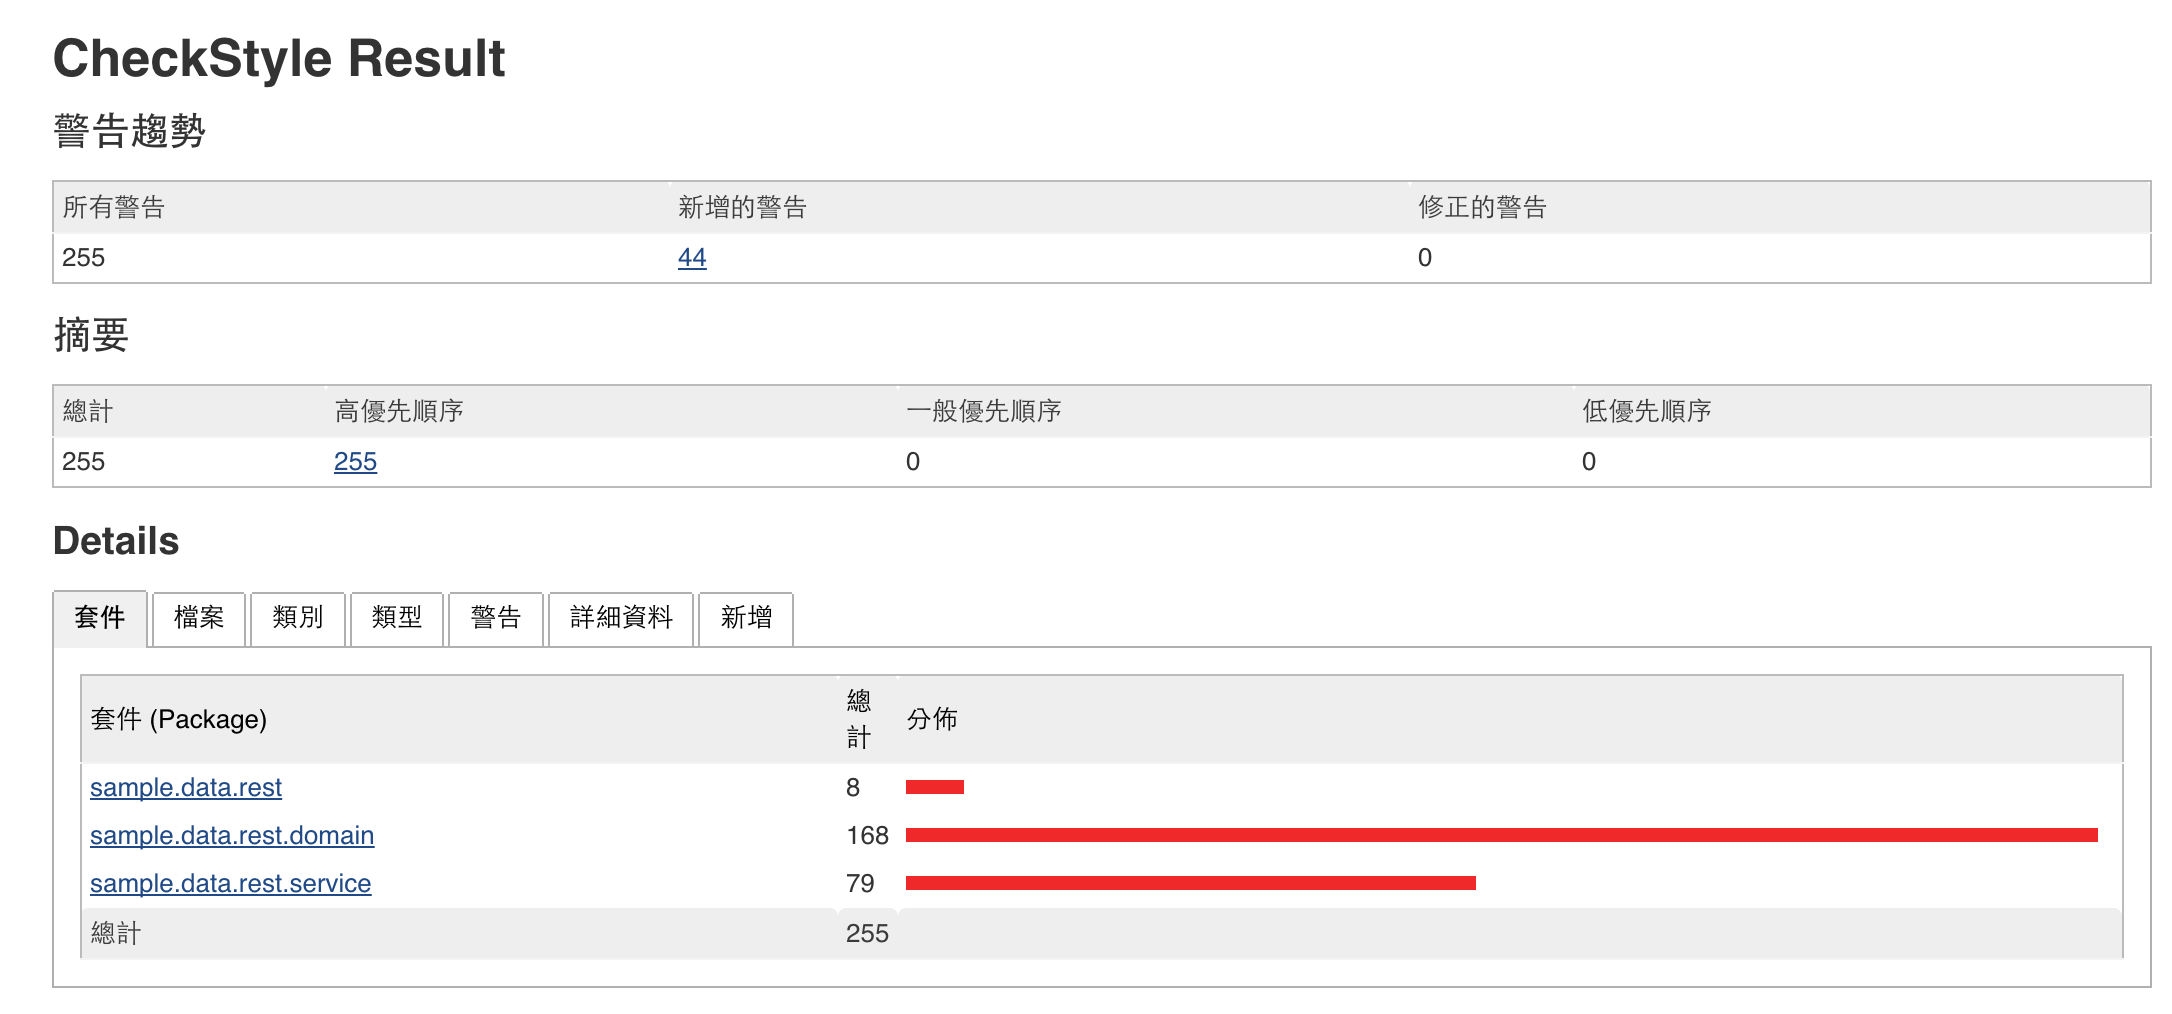 CheckStyle Result
警告趨勢
所有警告 新增的警告 修正的警告
255 44 0
摘要
總計 高優先順序 一般優先順序 低優先順序
255 255 0 0
Details
套件 檔案 類別 類型 警告 詳細資料 新增
套件 (Package) 總計 分佈
sample.data.rest 8
sample.data.rest.domain 168
sample.data.rest.service 79
總計 255